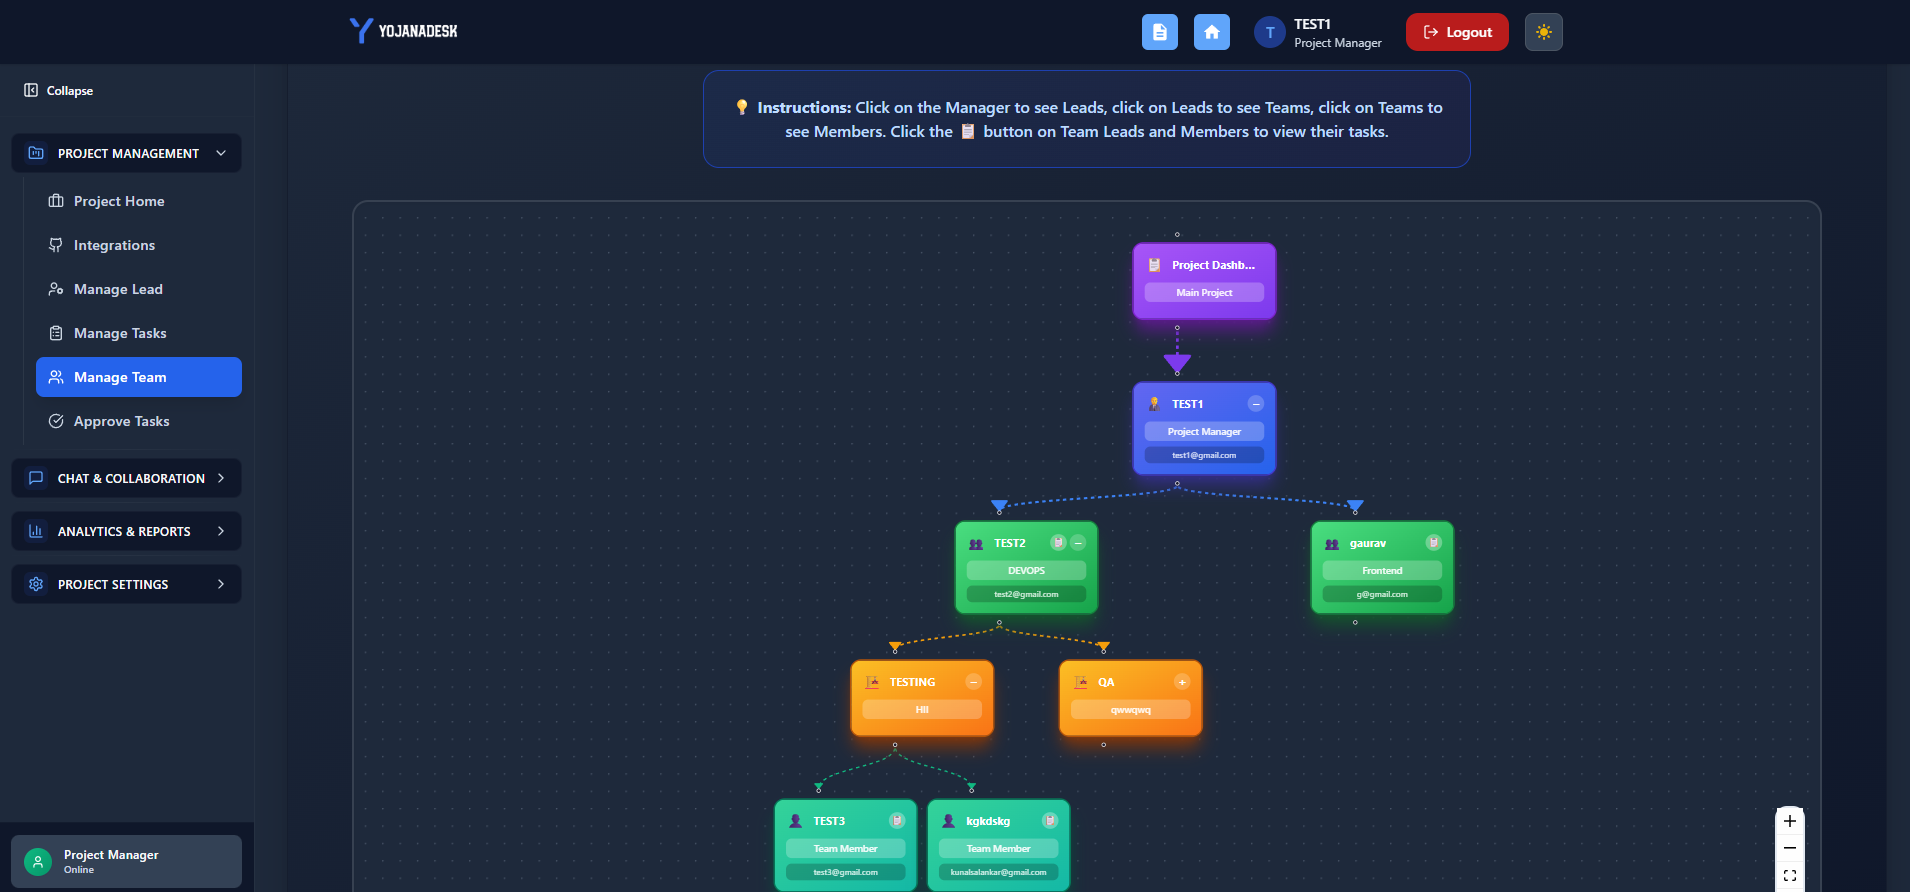 YOJANADESK
T
TEST1
Project Manager
Logout
Collapse
PROJECT MANAGEMENT
Project Home
Integrations
Manage Lead
Manage Tasks
Manage Team
Approve Tasks
CHAT & COLLABORATION
ANALYTICS & REPORTS
PROJECT SETTINGS
Project Manager
Online
Instructions: Click on the Manager to see Leads, click on Leads to see Teams, click on Teams to
see Members. Click the 📋 button on Team Leads and Members to view their tasks.
Project Dashb...
Main Project
TEST1
Project Manager
test1@gmail.com
TEST2
DEVOPS
test2@gmail.com
gaurav
Frontend
g@gmail.com
TESTING
HII
QA
qwwqwq
TEST3
Team Member
test3@gmail.com
kgkdskg
Team Member
kunalsalankar@gmail.com